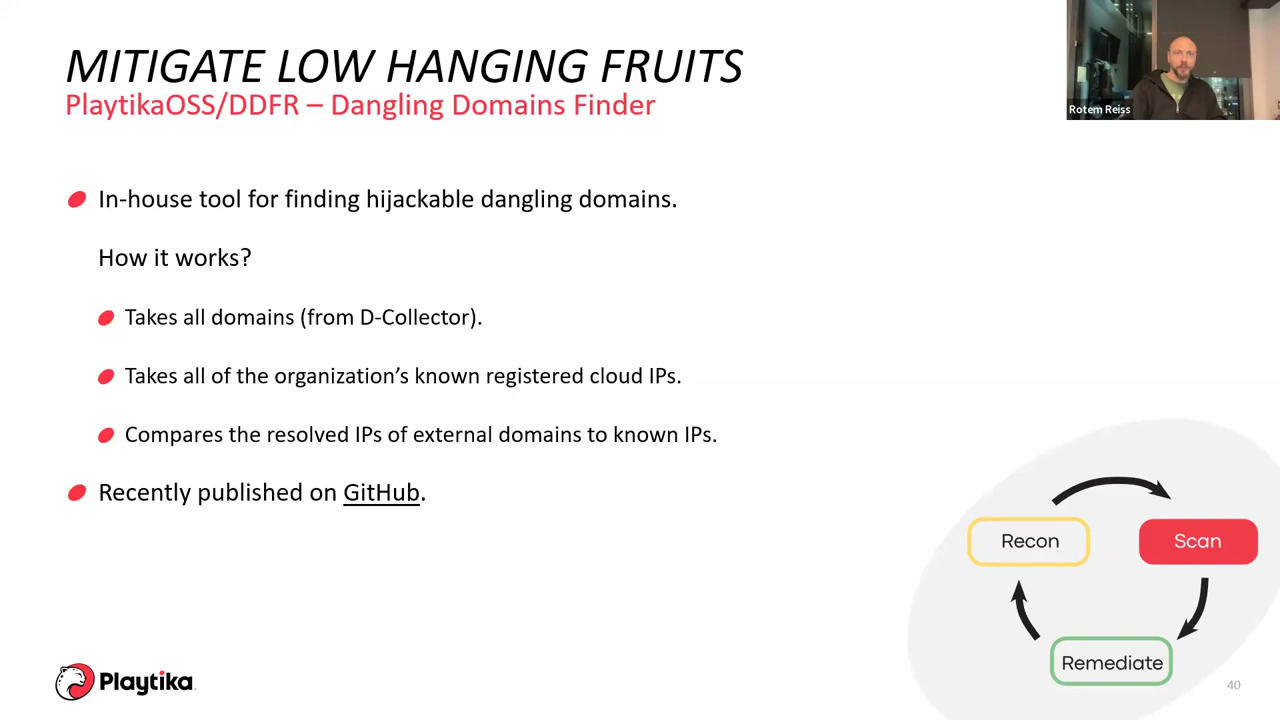 MITIGATE LOW HANGING FRUITS
PlaytikaOSS/DDFR – Dangling Domains Finder
Rotem Reiss
In-house tool for finding hijackable dangling domains.
How it works?
Takes all domains (from D-Collector).
Takes all of the organization’s known registered cloud IPs.
Compares the resolved IPs of external domains to known IPs.
Recently published on GitHub.
Recon
Scan
Remediate
Playtika
40